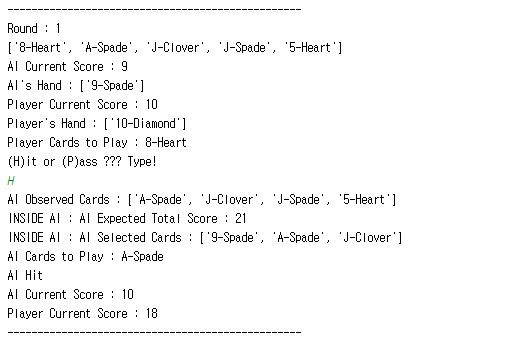 -------------------------------------------------
Round : 1
['8-Heart', 'A-Spade', 'J-Clover', 'J-Spade', '5-Heart']
AI Current Score : 9
AI's Hand : ['9-Spade']
Player Current Score : 10
Player's Hand : ['10-Diamond']
Player Cards to Play : 8-Heart
(H)it or (P)ass ??? Type!
H
AI Observed Cards : ['A-Spade', 'J-Clover', 'J-Spade', '5-Heart']
INSIDE AI : AI Expected Total Score : 21
INSIDE AI : AI Selected Cards : ['9-Spade', 'A-Spade', 'J-Clover']
AI Cards to Play : A-Spade
AI Hit
AI Current Score : 10
Player Current Score : 18
-------------------------------------------------